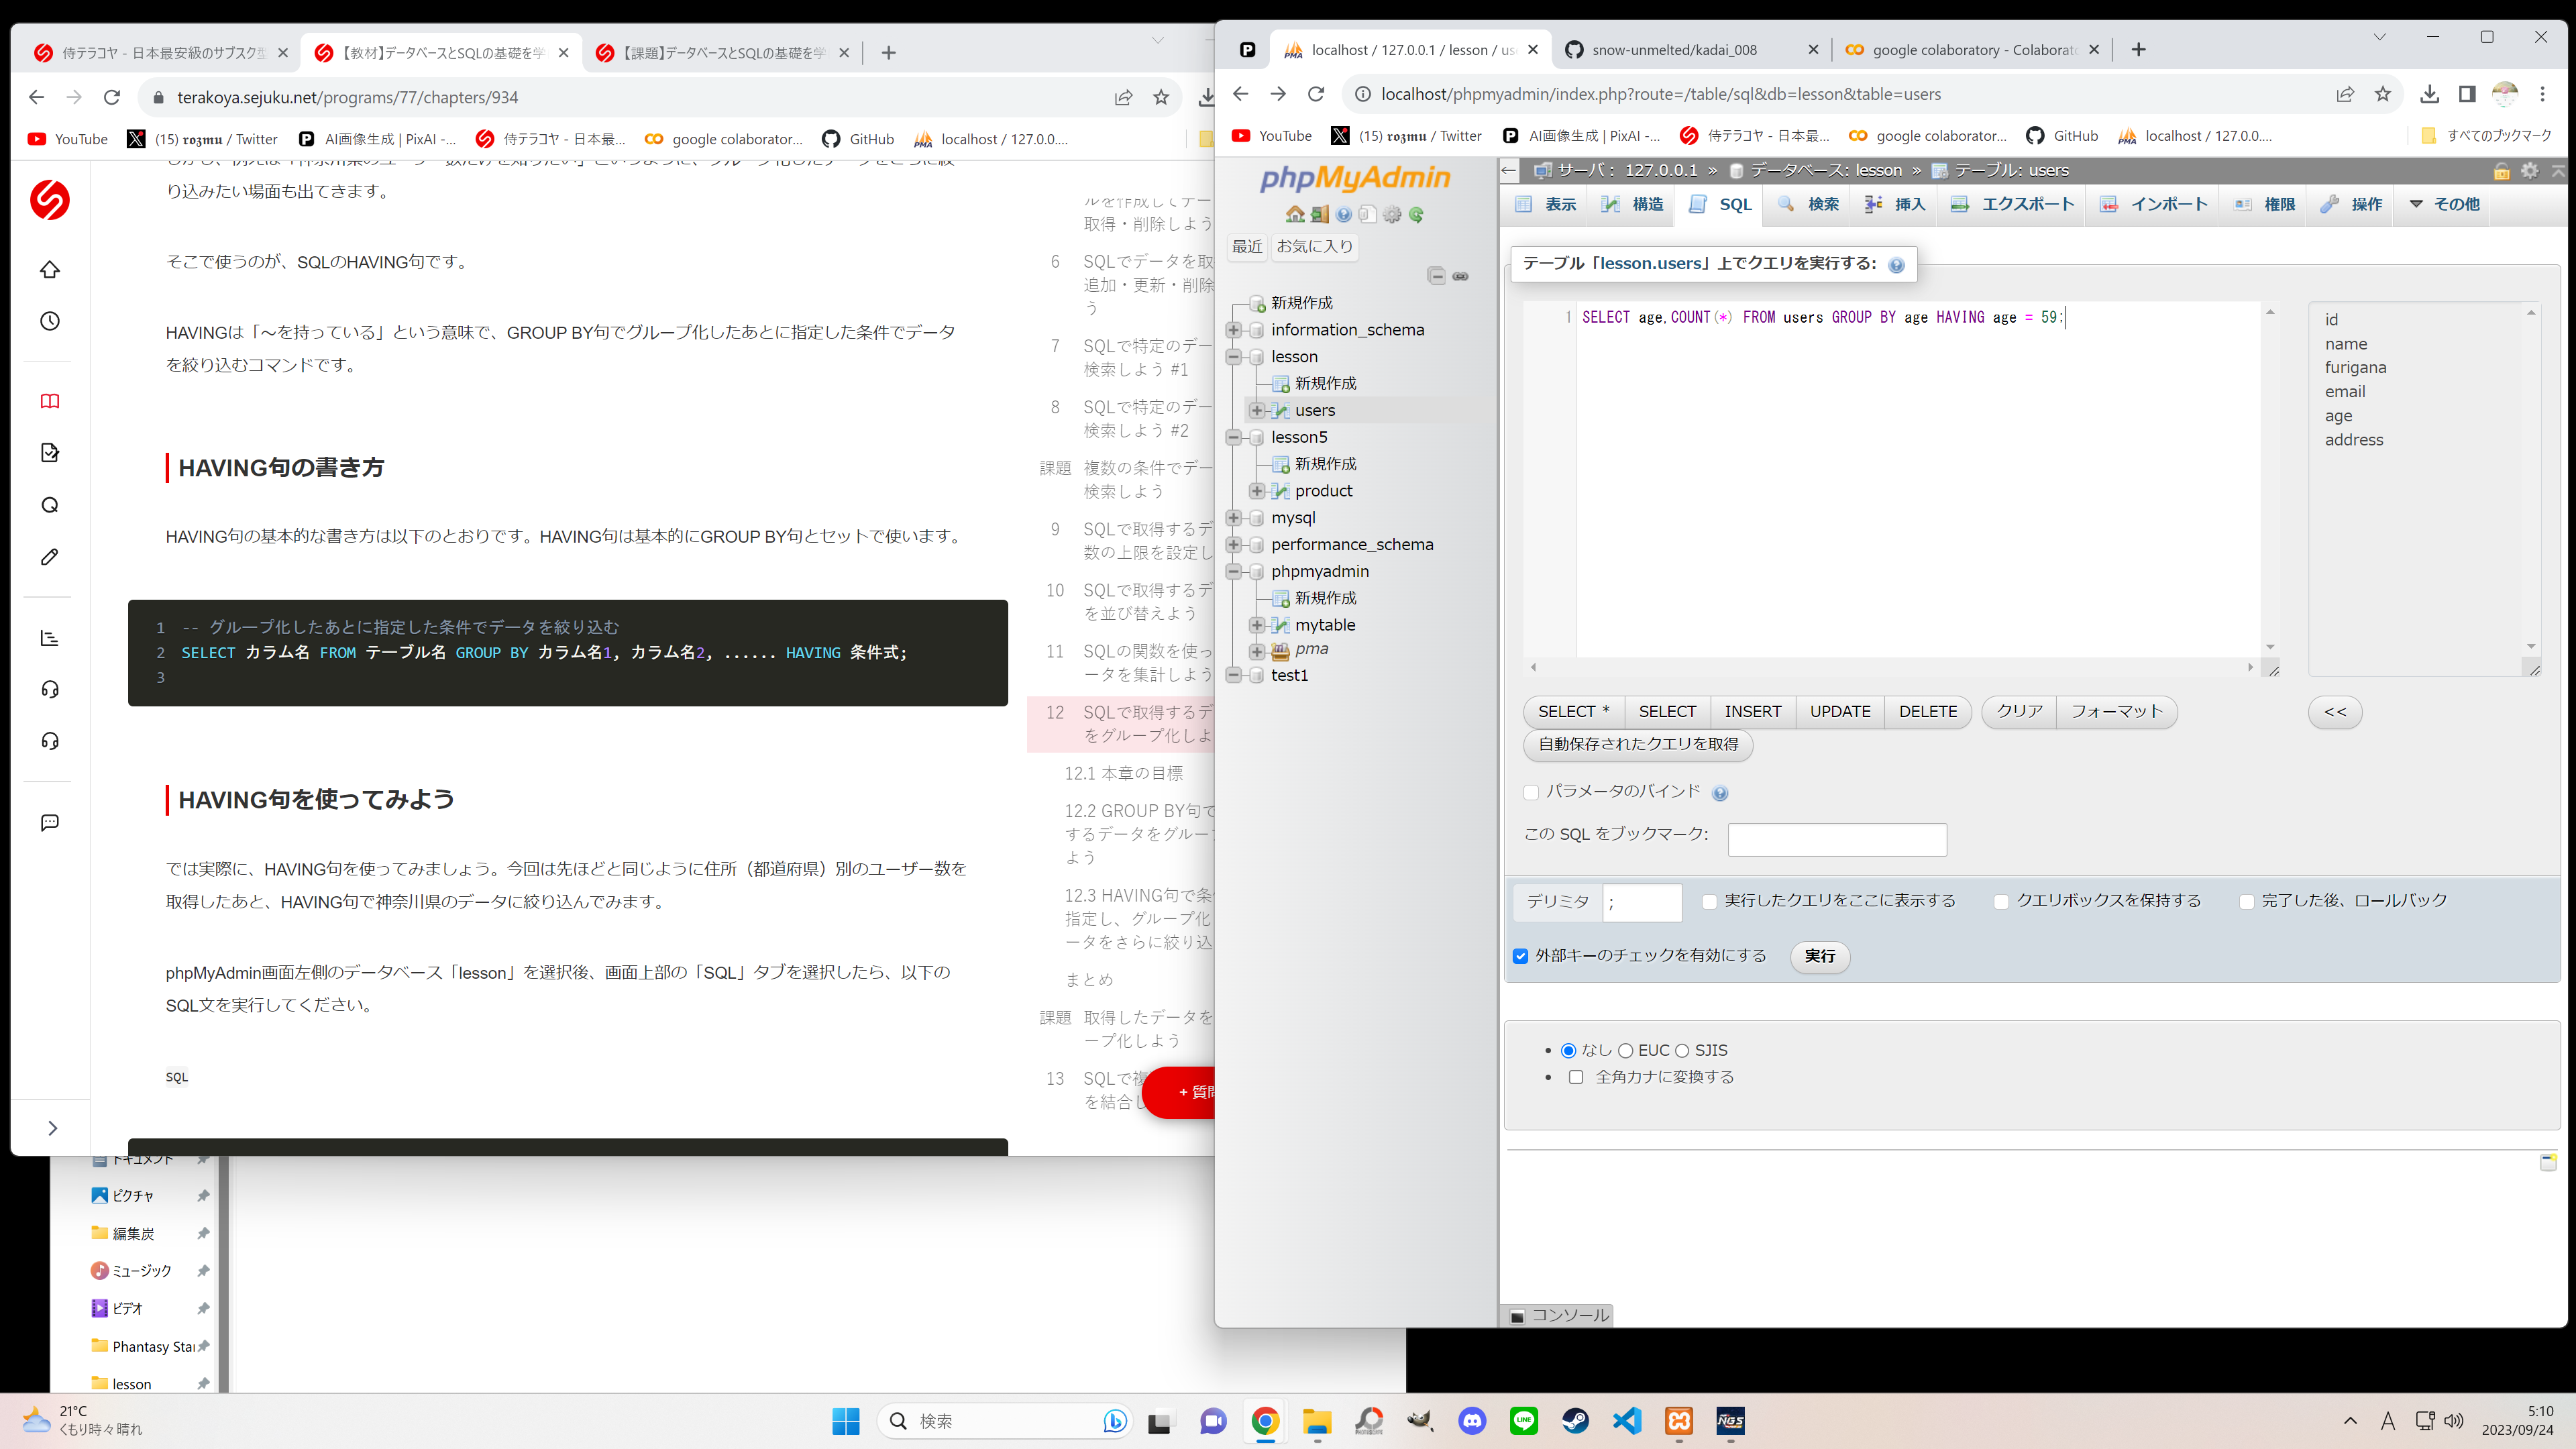 侍テラコヤ - 日本最安級のサブスク型
【教材】データベースとSQLの基礎を学
【課題】データベースとSQLの基礎を学
terakoya.sejuku.net/programs/77/chapters/934
YouTube
(15) 𝖗𝖔𝖟𝖒𝖚 / Twitter
AI画像生成 | PixAI -...
侍テラコヤ - 日本最...
google colaborator...
GitHub
localhost / 127.0.0....
り込みたい場面も出てきます。
そこで使うのが、SQLのHAVING句です。
HAVINGは「〜を持っている」という意味で、GROUP BY句でグループ化したあとに指定した条件でデータ
を絞り込むコマンドです。
HAVING句の書き方
HAVING句の基本的な書き方は以下のとおりです。HAVING句は基本的にGROUP BY句とセットで使います。
1 -- グループ化したあとに指定した条件でデータを絞り込む
2 SELECT カラム名 FROM テーブル名 GROUP BY カラム名1, カラム名2, ...... HAVING 条件式;
3
HAVING句を使ってみよう
では実際に、HAVING句を使ってみましょう。今回は先ほどと同じように住所（都道府県）別のユーザー数を
取得したあと、HAVING句で神奈川県のデータに絞り込んでみます。
phpMyAdmin画面左側のデータベース「lesson」を選択後、画面上部の「SQL」タブを選択したら、以下の
SQL文を実行してください。
SQL
ルを作成してデー
取得・削除しよう
6 SQLでデータを取
追加・更新・削除
う
7 SQLで特定のデー
検索しよう #1
8 SQLで特定のデー
検索しよう #2
課題 複数の条件でデー
検索しよう
9 SQLで取得するデ
数の上限を設定し
10 SQLで取得するデ
を並び替えよう
11 SQLの関数を使っ
ータを集計しよう
12 SQLで取得するデ
をグループ化しよ
12.1 本章の目標
12.2 GROUP BY句で
するデータをグルー
よう
12.3 HAVING句で条
指定し、グループ化
ータをさらに絞り込
まとめ
課題 取得したデータを
ープ化しよう
13 SQLで複
を結合し
+ 質問
ドキュメント
ピクチャ
編集炭
ミュージック
ビデオ
Phantasy Star
lesson
localhost / 127.0.0.1 / lesson / us
snow-unmelted/kadai_008
google colaboratory - Colaborato
localhost/phpmyadmin/index.php?route=/table/sql&db=lesson&table=users
YouTube
(15) 𝖗𝖔𝖟𝖒𝖚 / Twitter
AI画像生成 | PixAI -...
侍テラコヤ - 日本最...
google colaborator...
GitHub
localhost / 127.0.0....
すべてのブックマーク
phpMyAdmin
最近
お気に入り
新規作成
information_schema
lesson
新規作成
users
lesson5
新規作成
product
mysql
performance_schema
phpmyadmin
新規作成
mytable
pma
test1
サーバ: 127.0.0.1 » データベース: lesson » テーブル: users
表示
構造
SQL
検索
挿入
エクスポート
インポート
権限
操作
その他
テーブル「lesson.users」上でクエリを実行する:
1 SELECT age,COUNT(*) FROM users GROUP BY age HAVING age = 59;
id
name
furigana
email
age
address
SELECT *
SELECT
INSERT
UPDATE
DELETE
クリア
フォーマット
<<
自動保存されたクエリを取得
パラメータのバインド
この SQL をブックマーク:
デリミタ ;
実行したクエリをここに表示する
クエリボックスを保持する
完了した後、ロールバック
外部キーのチェックを有効にする
実行
なし EUC SJIS
全角カナに変換する
コンソール
21°C
くもり時々晴れ
検索
A
5:10
2023/09/24